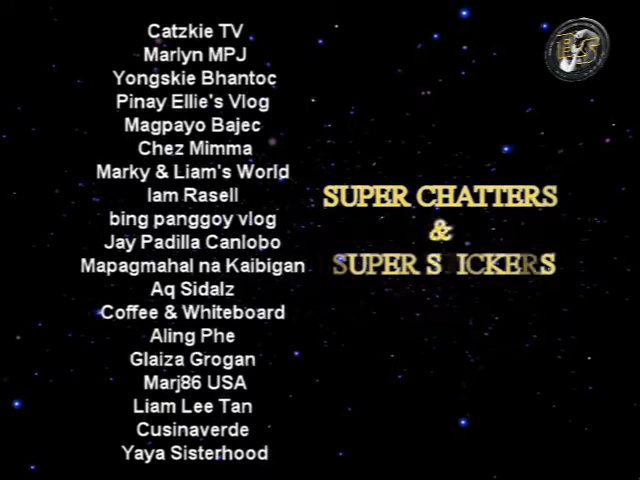 Catzkie TV
Marlyn MPJ
Yongskie Bhantoc
Pinay Ellie's Vlog
Magpayo Bajec
Chez Mimma
Marky & Liam's World
Iam Rasell
bing panggoy vlog
Jay Padilla Canlobo
Mapagmahal na Kaibigan
Aq Sidalz
Coffee & Whiteboard
Aling Phe
Glaiza Grogan
Marj86 USA
Liam Lee Tan
Cusinaverde
Yaya Sisterhood
SUPER CHATTERS
&
SUPER S ICKERS